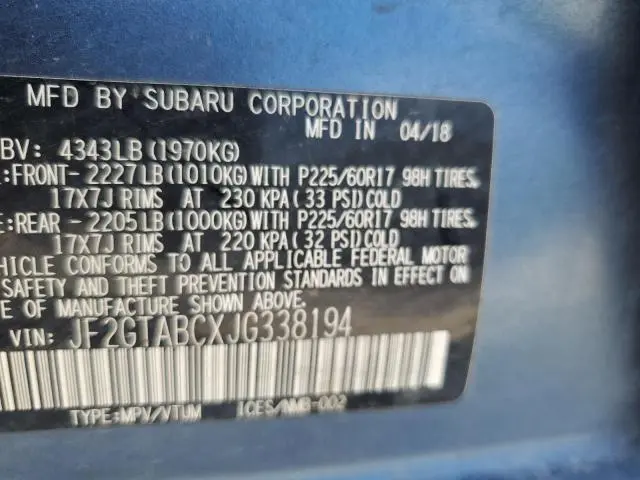 MFD BY SUBARU CORPORATION
MFD IN 04/18
BV: 4343LB(1970KG)
:FRONT- 2227LB(1010KG)WITH P225/60R17 98H TIRES,
17X7J RIMS AT 230 KPA(33 PSI)COLD
E:REAR - 2205LB(1000KG)WITH P225/60R17 98H TIRES,
17X7J RIMS AT 220 KPA(32 PSI)COLD
EHICLE CONFORMS TO ALL APPLICABLE FEDERAL MOTOR
SAFETY AND THEFT PREVENTION STANDARDS IN EFFECT ON
E OF MANUFACTURE SHOWN ABOVE.
VIN: JF2GTABCXJG338194
TYPE:MPV/VTUM ICES/NMB-002